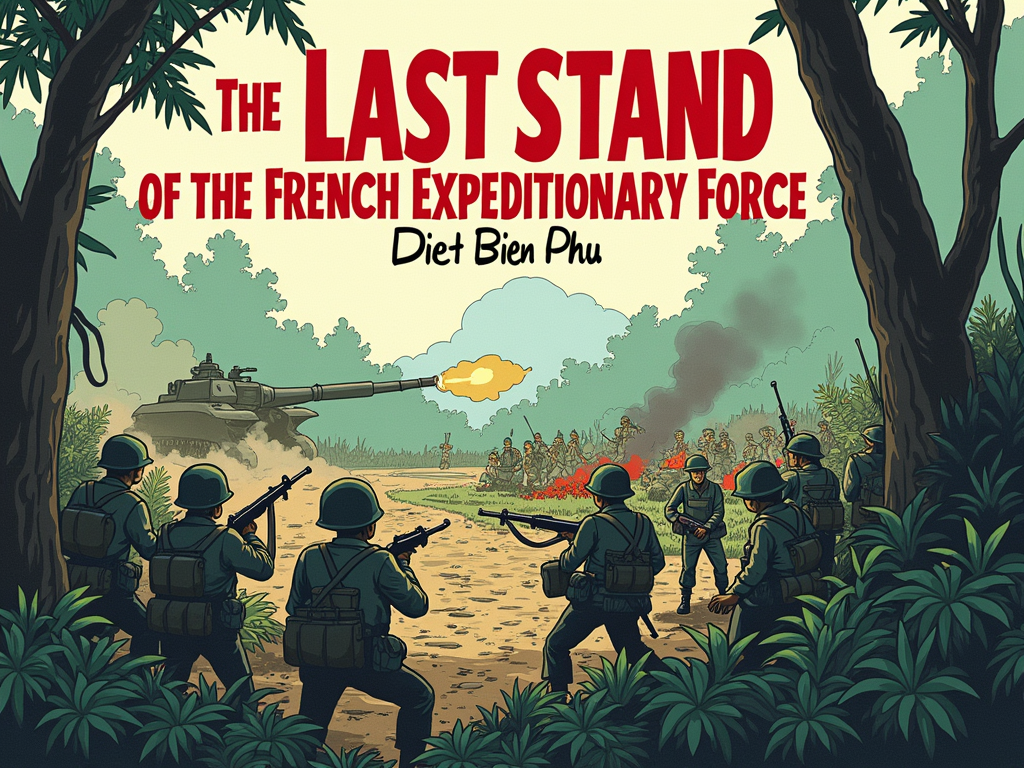 THE LAST STAND
OF THE FRENCH EXPEDITIONARY FORCE
Diet Bien Phu